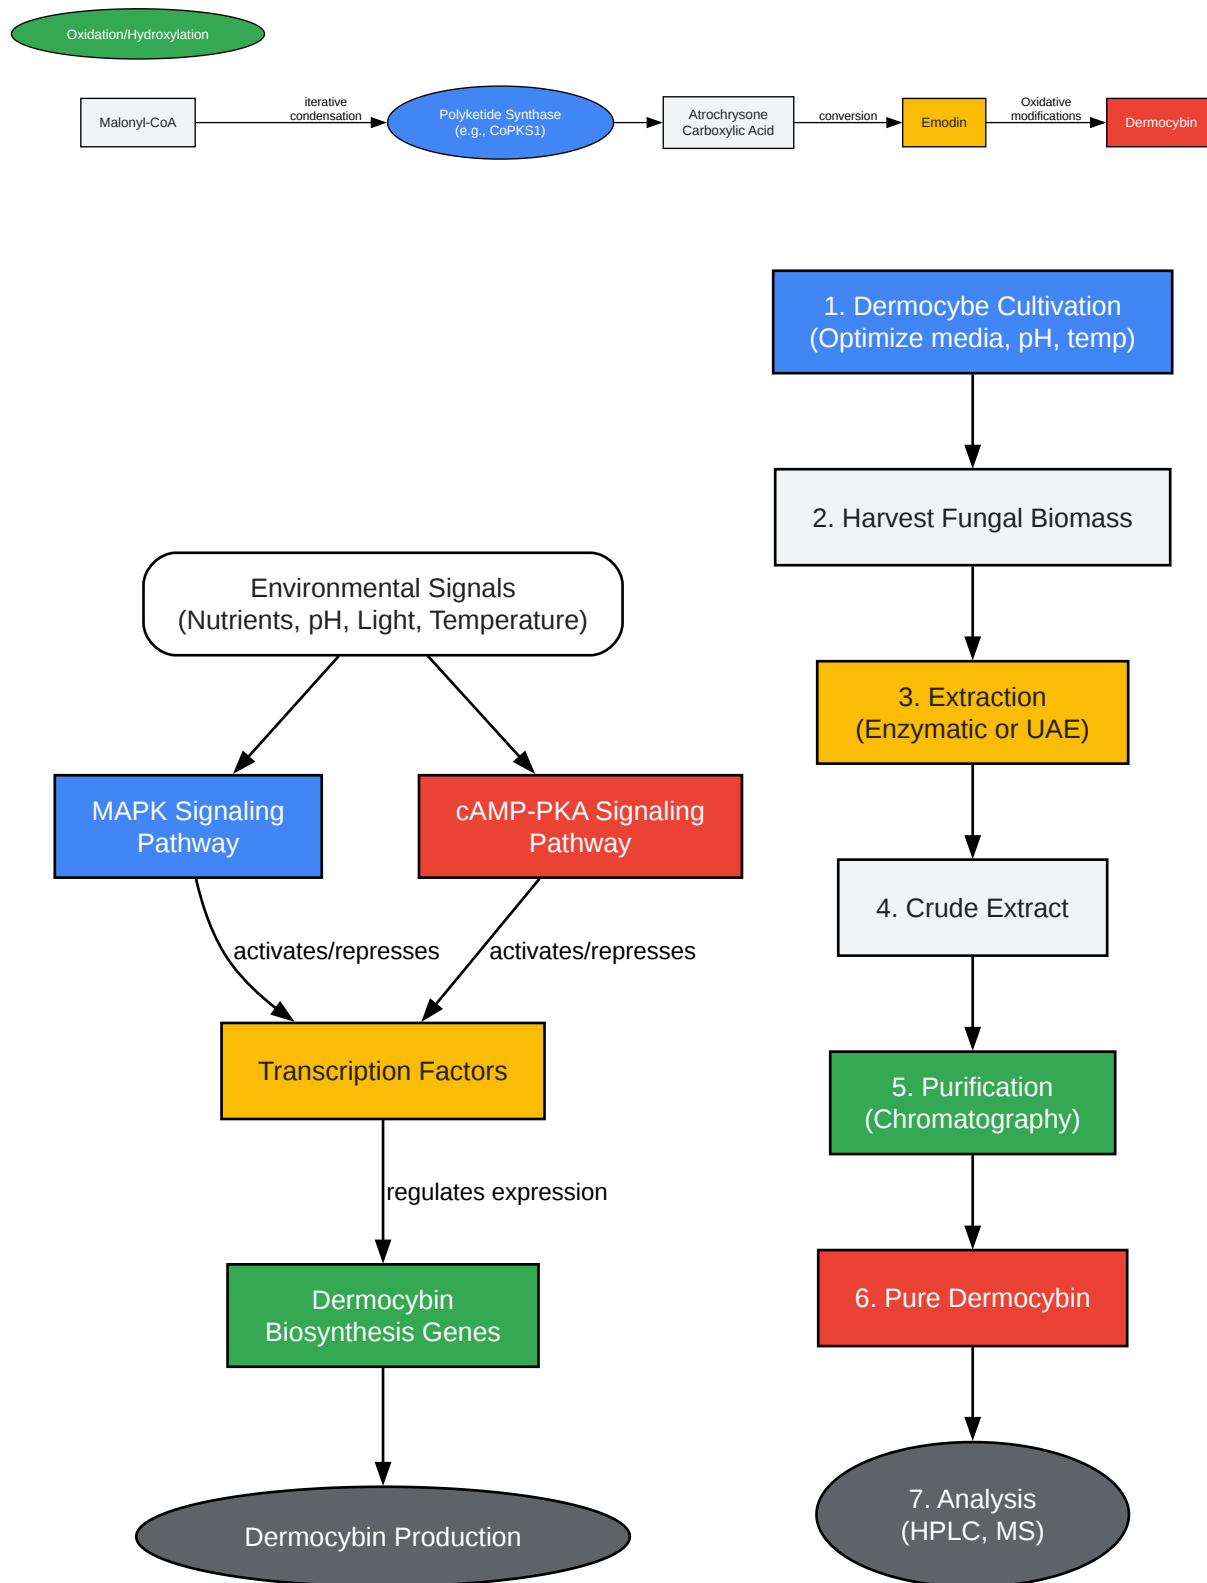 Oxidation/Hydroxylation
Malonyl-CoA
iterative
condensation
Polyketide Synthase
(e.g., CoPKS1)
Atrochrysone
Carboxylic Acid
conversion
Emodin
Oxidative
modifications
Dermocybin
Environmental Signals
(Nutrients, pH, Light, Temperature)
MAPK Signaling
Pathway
cAMP-PKA Signaling
Pathway
activates/represses
activates/represses
Transcription Factors
regulates expression
Dermocybin
Biosynthesis Genes
Dermocybin Production
1. Dermocybe Cultivation
(Optimize media, pH, temp)
2. Harvest Fungal Biomass
3. Extraction
(Enzymatic or UAE)
4. Crude Extract
5. Purification
(Chromatography)
6. Pure Dermocybin
7. Analysis
(HPLC, MS)